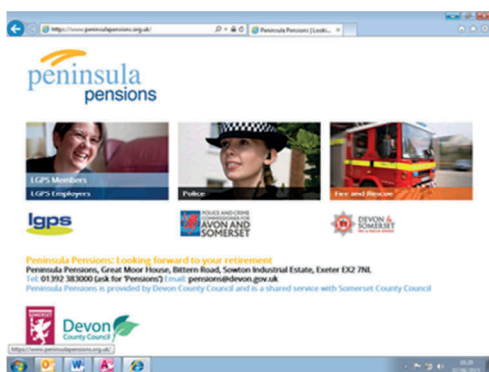 https://www.peninsulapensions.org.uk/
Peninsula Pensions | Looki...
peninsula
pensions
LGPS Members
LGPS Employers
Police
Fire and Rescue
lgps
POLICE AND CRIME
COMMISSIONER FOR
AVON AND
SOMERSET
DEVON &
SOMERSET
FIRE & RESCUE SERVICE
Peninsula Pensions: Looking forward to your retirement
Peninsula Pensions, Great Moor House, Bittern Road, Sowton Industrial Estate, Exeter EX2 7NL
Tel: 01392 383000 (ask for 'Pensions') Email: pensions@devon.gov.uk
Peninsula Pensions is provided by Devon County Council and is a shared service with Somerset County Council
SOMERSET
Devon
County Council
https://www.peninsulapensions.org.uk/